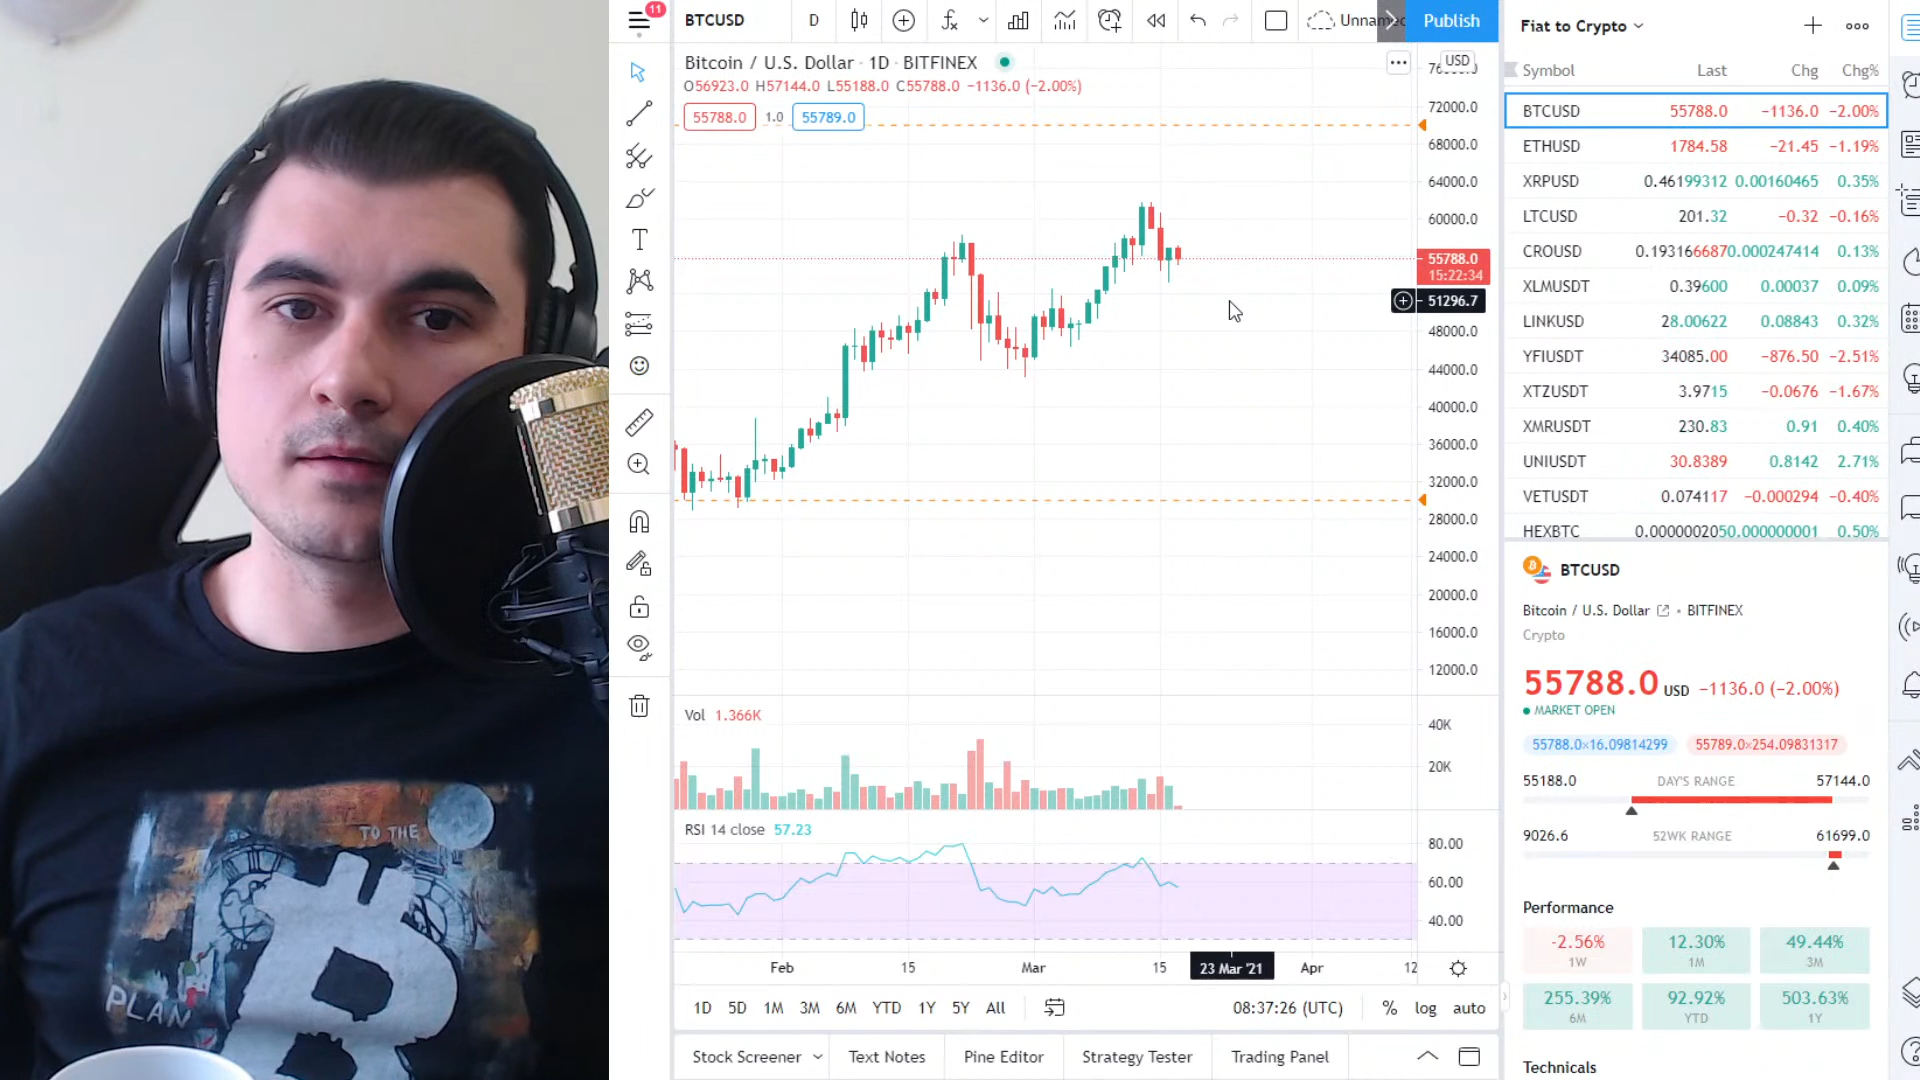 11
BTCUSD
D
Unnamed
Publish
Bitcoin / U.S. Dollar · 1D · BITFINEX
O56923.0 H57144.0 L55188.0 C55788.0 −1136.0 (−2.00%)
55788.0 1.0 55789.0
USD
72000.0
68000.0
64000.0
60000.0
55788.0
15:22:34
51296.7
48000.0
44000.0
40000.0
36000.0
32000.0
28000.0
24000.0
20000.0
16000.0
12000.0
Vol 1.366K
40K
20K
RSI 14 close 57.23
80.00
60.00
40.00
Feb 15 Mar 15 23 Mar '21 Apr 12
1D 5D 1M 3M 6M YTD 1Y 5Y All
08:37:26 (UTC) % log auto
Stock Screener Text Notes Pine Editor Strategy Tester Trading Panel
Fiat to Crypto
Symbol Last Chg Chg%
BTCUSD 55788.0 −1136.0 −2.00%
ETHUSD 1784.58 −21.45 −1.19%
XRPUSD 0.46199312 0.00160465 0.35%
LTCUSD 201.32 −0.32 −0.16%
CROUSD 0.193166687 0.000247414 0.13%
XLMUSDT 0.39600 0.00037 0.09%
LINKUSD 28.00622 0.08843 0.32%
YFIUSDT 34085.00 −876.50 −2.51%
XTZUSDT 3.9715 −0.0676 −1.67%
XMRUSDT 230.83 0.91 0.40%
UNIUSDT 30.8389 0.8142 2.71%
VETUSDT 0.074117 −0.000294 −0.40%
HEXBTC 0.0000000205 0.000000001 0.50%
BTCUSD
Bitcoin / U.S. Dollar • BITFINEX
Crypto
55788.0 USD −1136.0 (−2.00%)
MARKET OPEN
55788.0×16.09814299 55789.0×254.09831317
55188.0 DAY'S RANGE 57144.0
9026.6 52WK RANGE 61699.0
Performance
-2.56% 12.30% 49.44%
1W 1M 3M
255.39% 92.92% 503.63%
6M YTD 1Y
Technicals
TO THE
PLAN
B